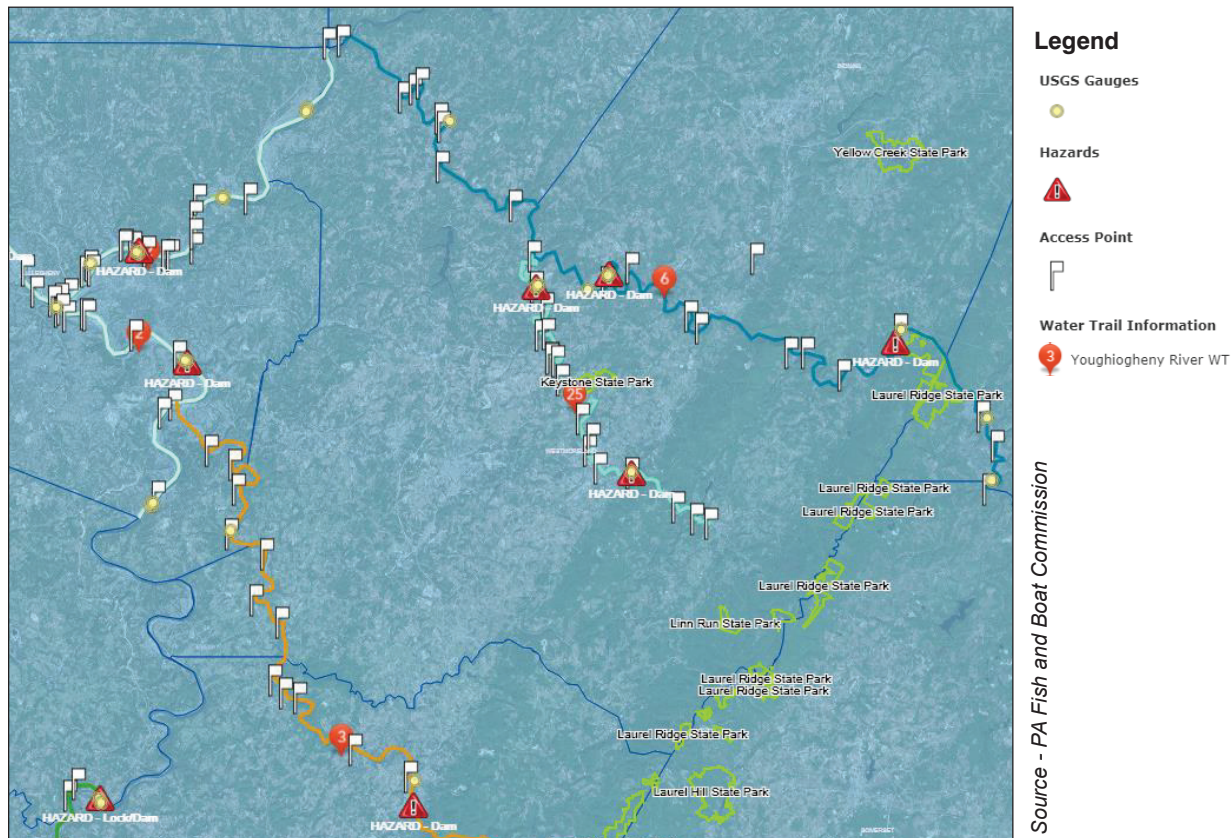 INDIANA
Yellow Creek State Park
HAZARD - Dam
HAZARD - Dam
HAZARD - Dam
6
2
HAZARD - Dam
HAZARD - Dam
Keystone State Park
25
Laurel Ridge State Park
WESTMORELAND
HAZARD - Dam
Laurel Ridge State Park
Laurel Ridge State Park
Laurel Ridge State Park
Linn Run State Park
Laurel Ridge State Park
Laurel Ridge State Park
3
Laurel Ridge State Park
Laurel Hill State Park
HAZARD - Lock/Dam
HAZARD - Dam
SOMERSET
Legend
USGS Gauges
Hazards
Access Point
Water Trail Information
3 Youghiogheny River WT
Source - PA Fish and Boat Commission